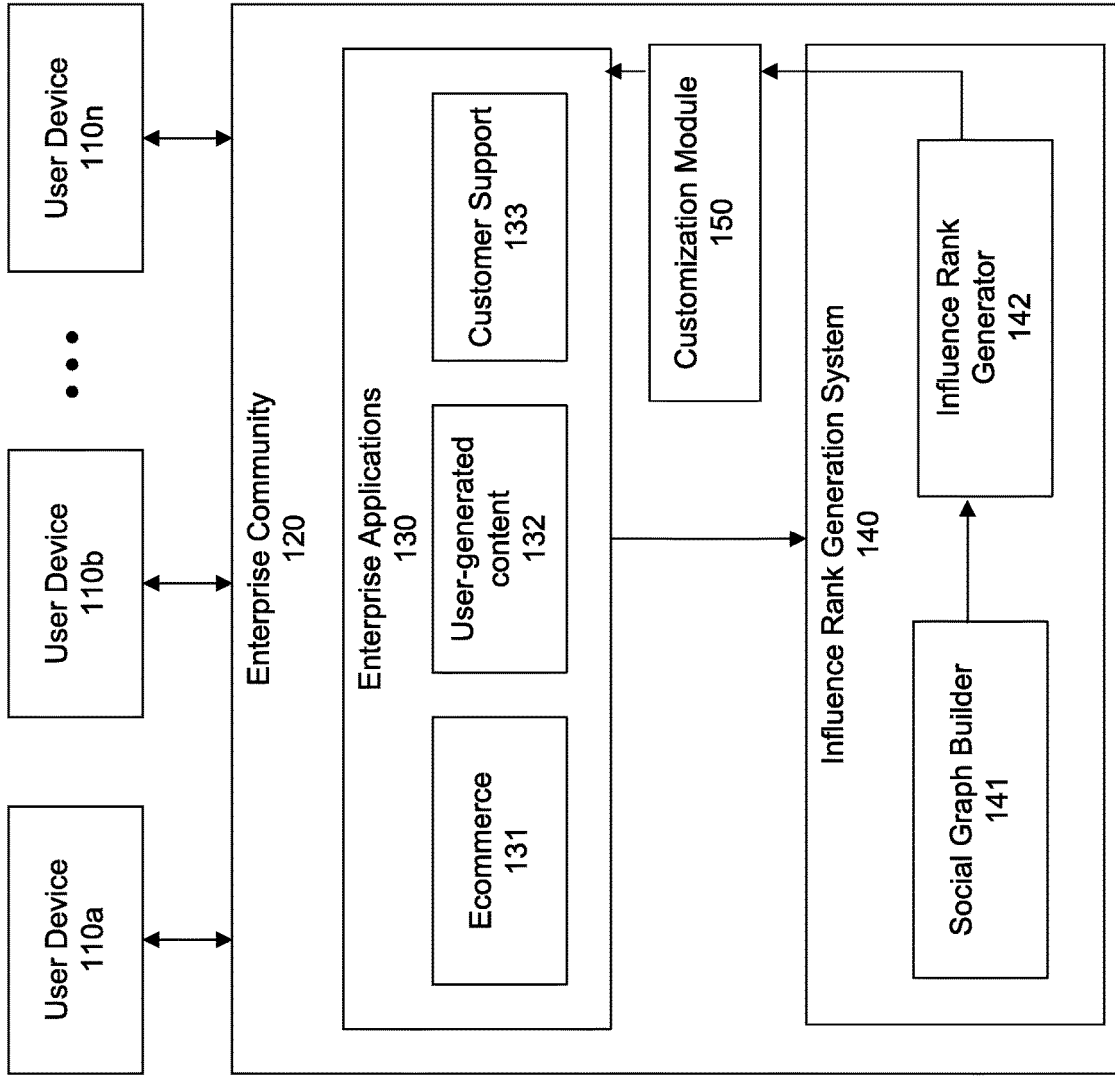 User Device
110a
User Device
110b
User Device
110n
Enterprise Community
120
Enterprise Applications
130
Ecommerce
131
User-generated
content
132
Customer Support
133
Customization Module
150
Influence Rank Generation System
140
Social Graph Builder
141
Influence Rank
Generator
142